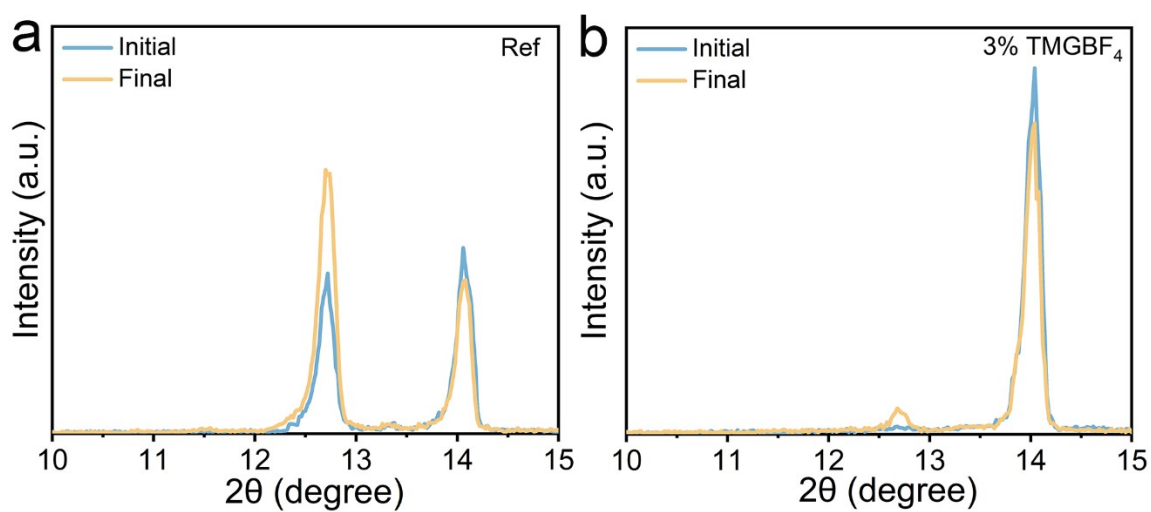 a
Initial
Final
Ref
Intensity (a.u.)
10 11 12 13 14 15
2θ (degree)
b
Initial
Final
3% TMGBF₄
Intensity (a.u.)
10 11 12 13 14 15
2θ (degree)